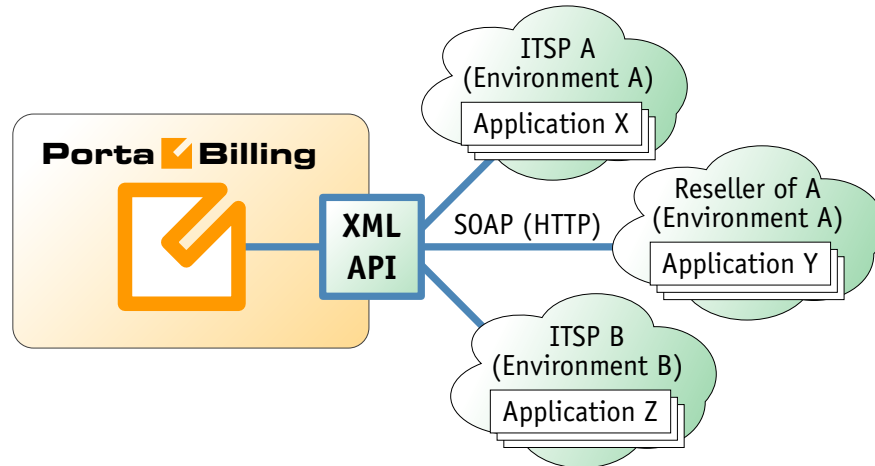 ITSP A
(Environment A)
Application X
Porta Billing
XML
API
SOAP (HTTP)
Reseller of A
(Environment A)
Application Y
ITSP B
(Environment B)
Application Z